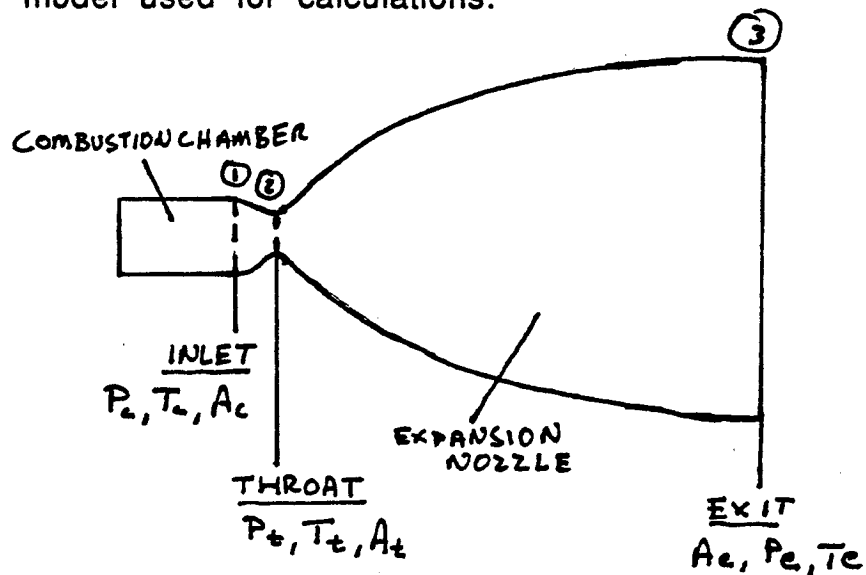 model used for calculations.
3
COMBUSTION CHAMBER
1
2
INLET
Pc, Tc, Ac
EXPANSION
NOZZLE
THROAT
Pt, Tt, At
EXIT
Ae, Pe, Te